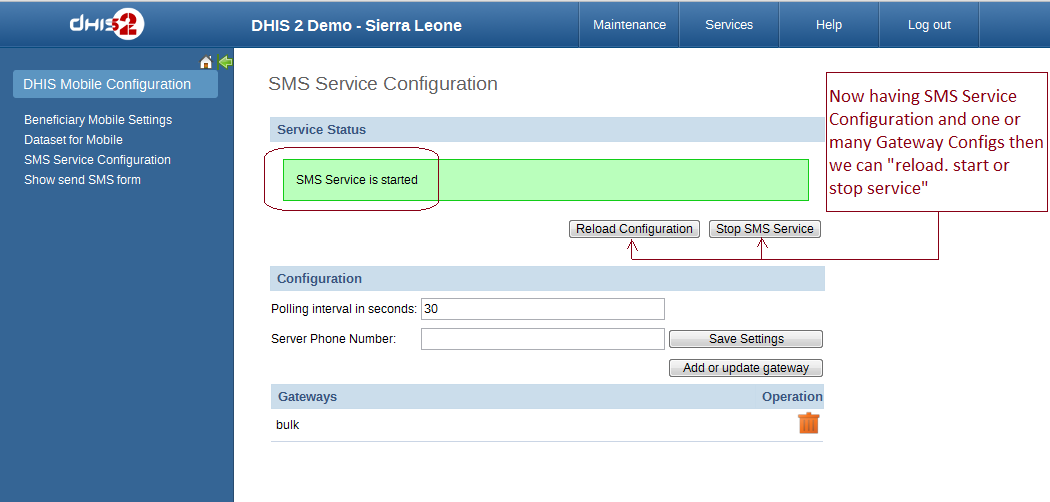 dhis2
DHIS 2 Demo - Sierra Leone
Maintenance
Services
Help
Log out
DHIS Mobile Configuration
Beneficiary Mobile Settings
Dataset for Mobile
SMS Service Configuration
Show send SMS form
SMS Service Configuration
Service Status
SMS Service is started
Reload Configuration
Stop SMS Service
Now having SMS Service
Configuration and one or
many Gateway Configs then
we can "reload. start or
stop service"
Configuration
Polling interval in seconds: 30
Server Phone Number:
Save Settings
Add or update gateway
Gateways Operation
bulk